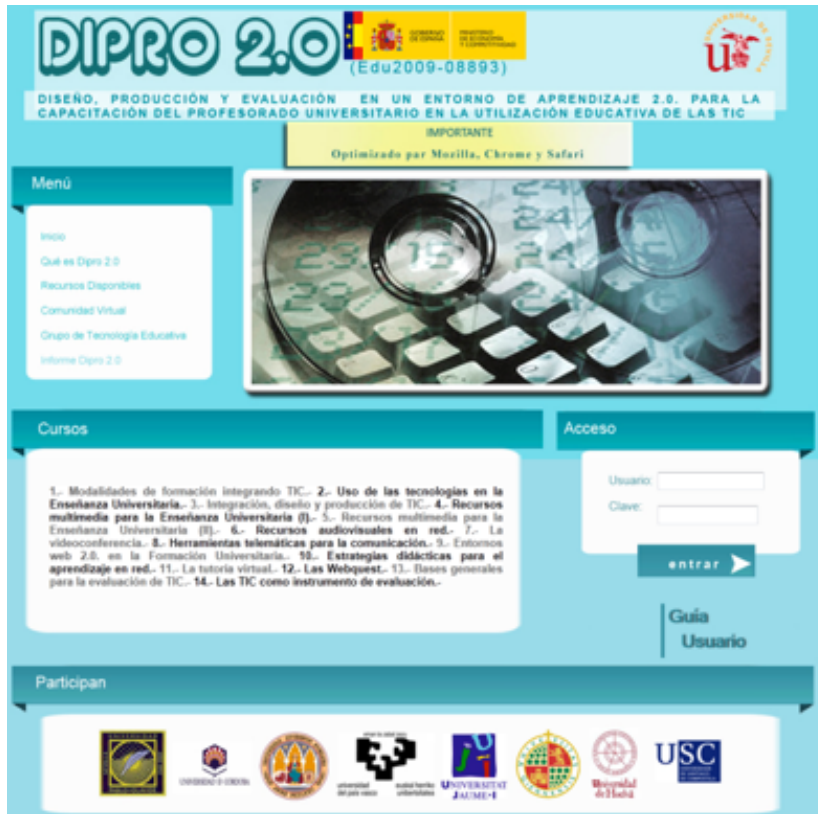 DIPRO 2.0
GOBIERNO DE ESPAÑA
MINISTERIO DE ECONOMÍA Y COMPETITIVIDAD
(Edu2009-08893)
DISEÑO, PRODUCCIÓN Y EVALUACIÓN EN UN ENTORNO DE APRENDIZAJE 2.0. PARA LA
CAPACITACIÓN DEL PROFESORADO UNIVERSITARIO EN LA UTILIZACIÓN EDUCATIVA DE LAS TIC
IMPORTANTE
Optimizado par Mozilla, Chrome y Safari
Menú
Inicio
Qué es Dipro 2.0
Recursos Disponibles
Comunidad Virtual
Grupo de Tecnología Educativa
Informe Dipro 2.0
Cursos
1.- Modalidades de formación integrando TIC.- 2.- Uso de las tecnologías en la
Enseñanza Universitaria.- 3.- Integración, diseño y producción de TIC.- 4.- Recursos
multimedia para la Enseñanza Universitaria (I).- 5.- Recursos multimedia para la
Enseñanza Universitaria (II).- 6.- Recursos audiovisuales en red.- 7.- La
videoconferencia.- 8.- Herramientas telemáticas para la comunicación.- 9.- Entornos
web 2.0. en la Formación Universitaria.- 10.- Estrategias didácticas para el
aprendizaje en red.- 11.- La tutoría virtual.- 12.- Las Webquest.- 13.- Bases generales
para la evaluación de TIC.- 14.- Las TIC como instrumento de evaluación.-
Acceso
Usuario:
Clave:
entrar
Guía
Usuario
Participan
UNIVERSIDAD D CORDOBA
universidad del país vasco
euskal herriko unibertsitatea
UNIVERSITAT
JAUME·I
Universidad
de Huelva
USC